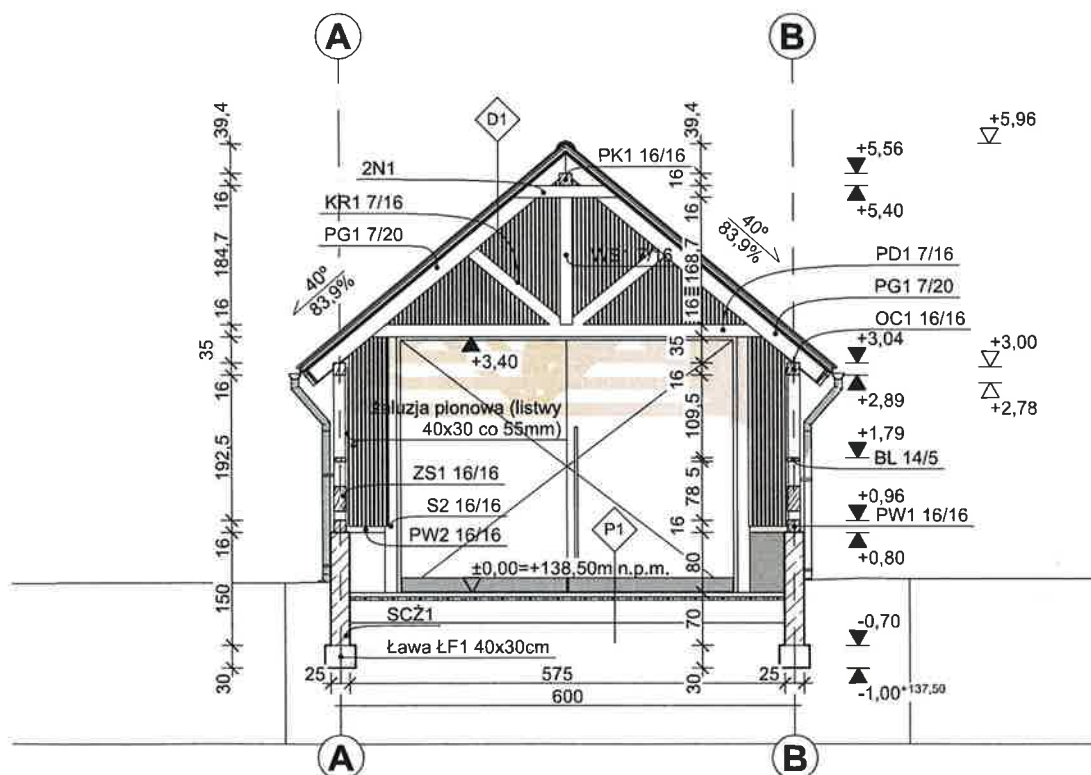 A
B
39,4
16
16
184,7
16
35
16
192,5
16
150
30
D1
2N1
KR1 7/16
PG1 7/20
40°
83,9%
PK1 16/16
39,4
16
16
168,7
16
35
16
109,5
5
78
16
80
70
30
40°
83,9%
PD1 7/16
PG1 7/20
OC1 16/16
+5,56
+5,40
+5,96
+3,04
+2,89
+3,00
+2,78
+1,79
BL 14/5
+0,96
PW1 16/16
+0,80
-0,70
-1,00+137,50
+3,40
żaluzja pionowa (listwy
40x30 co 55mm)
ZS1 16/16
S2 16/16
PW2 16/16
P1
±0,00=+138,50m n.p.m.
SCŻ1
Ława ŁF1 40x30cm
25
575
25
600
A
B